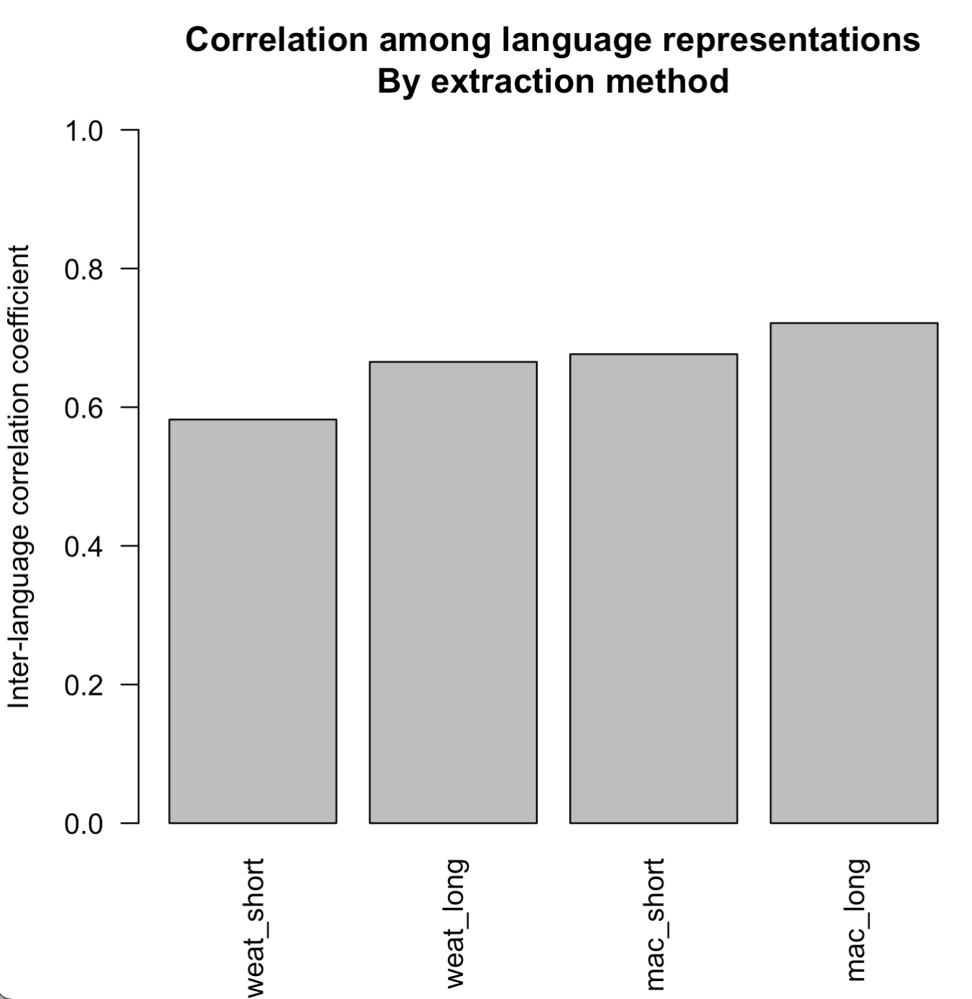 Correlation among language representations
By extraction method
Inter-language correlation coefficient
1.0
0.8
0.6
0.4
0.2
0.0
weat_short
weat_long
mac_short
mac_long